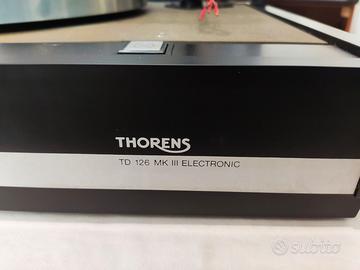 THORENS
TD 126 MK III ELECTRONIC
subito